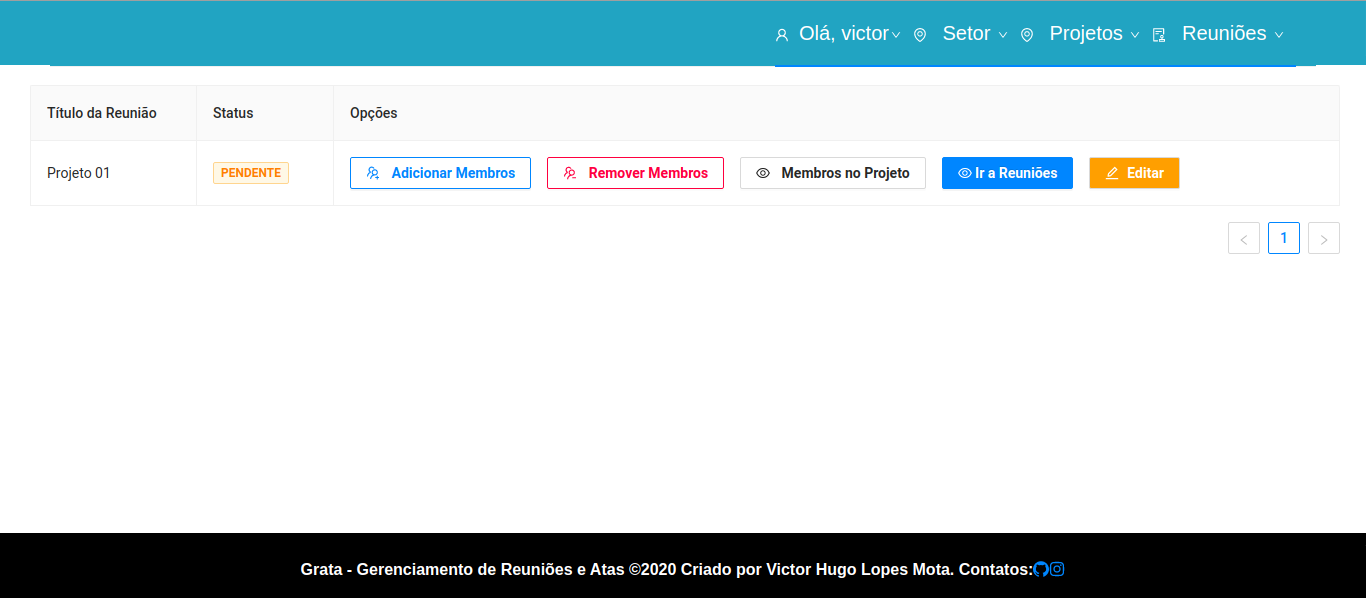 Olá, victor Setor Projetos Reuniões
Título da Reunião Status Opções
Projeto 01 PENDENTE Adicionar Membros Remover Membros Membros no Projeto Ir a Reuniões Editar
< 1 >
Grata - Gerenciamento de Reuniões e Atas ©2020 Criado por Victor Hugo Lopes Mota. Contatos: